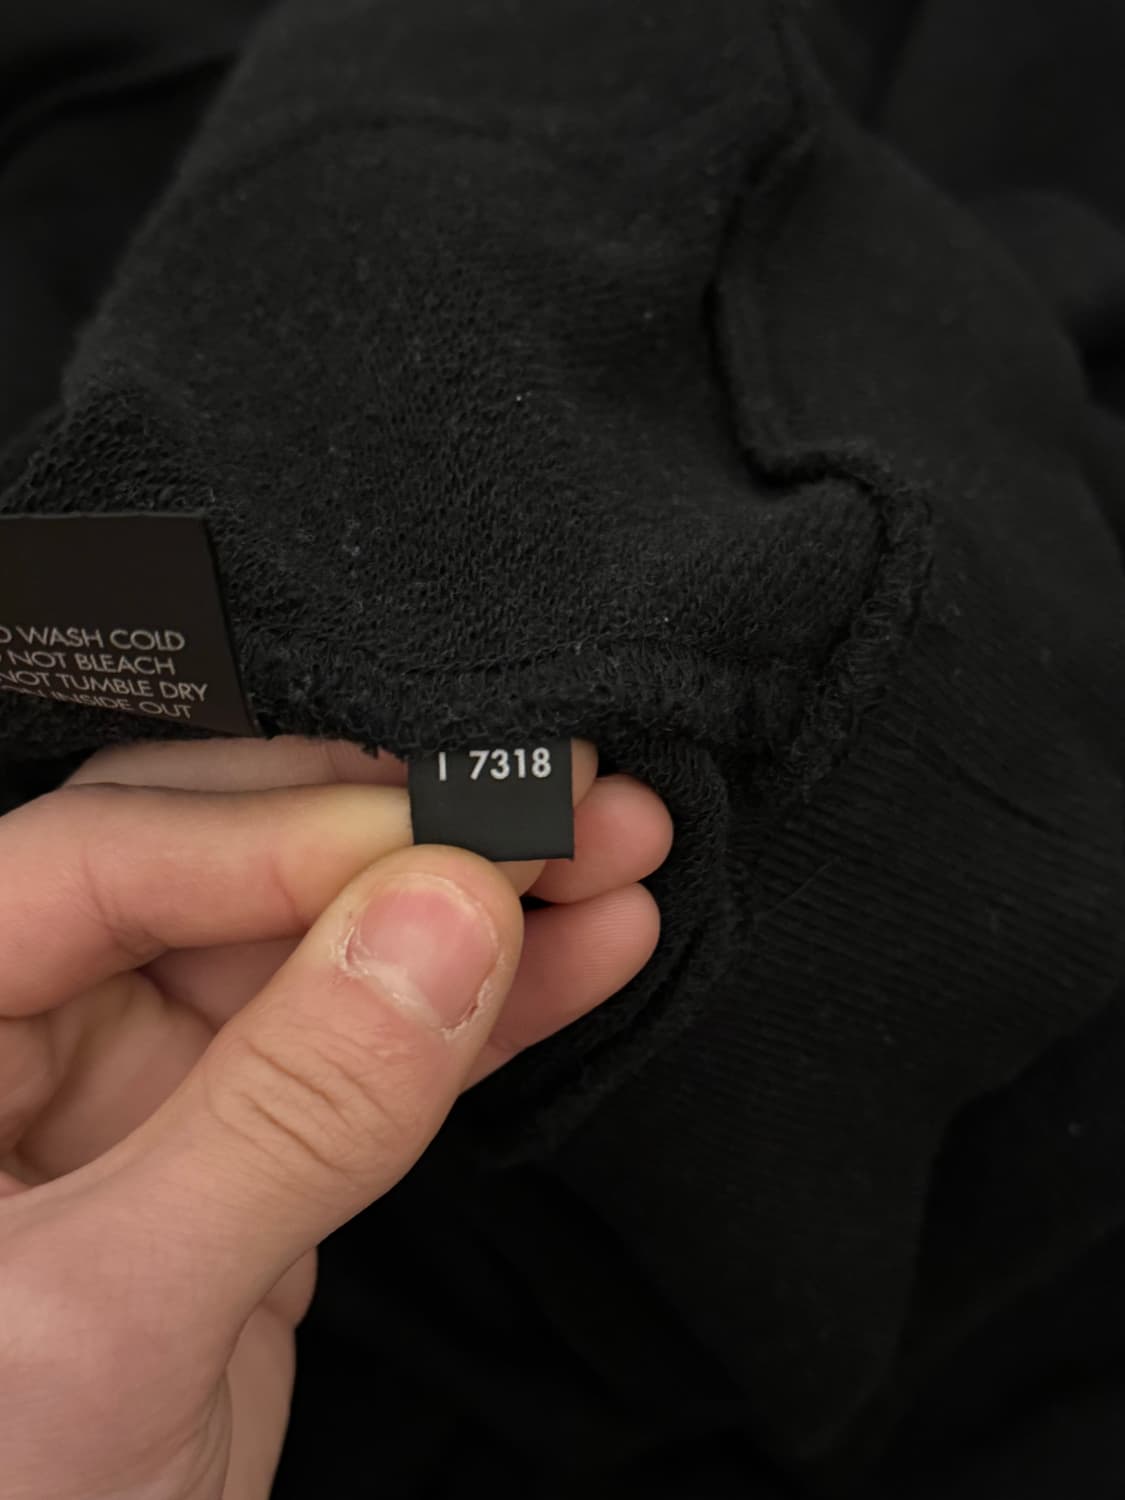 WASH COLD
NOT BLEACH
NOT TUMBLE DRY
INSIDE OUT
I 7318